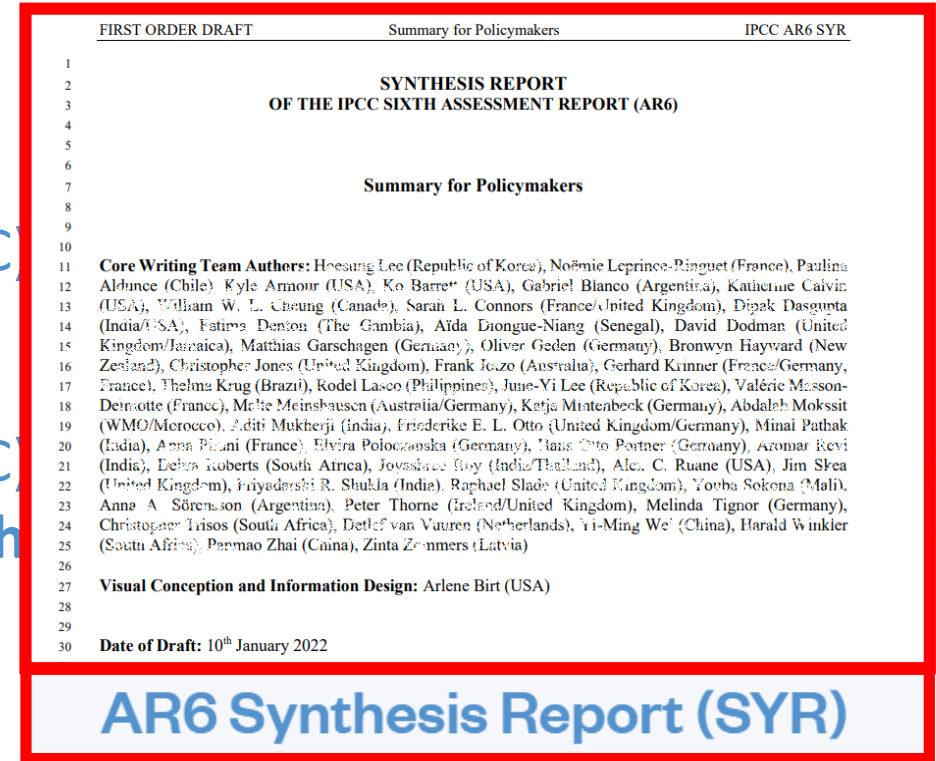 FIRST ORDER DRAFT Summary for Policymakers IPCC AR6 SYR
1
2 SYNTHESIS REPORT
3 OF THE IPCC SIXTH ASSESSMENT REPORT (AR6)
4
5
6
7 Summary for Policymakers
8
9
10
11 Core Writing Team Authors: Hoesung Lee (Republic of Korea), Noëmie Leprince-Ringuet (France), Paulina
12 Aldunce (Chile), Kyle Armour (USA), Ko Barrett (USA), Gabriel Blanco (Argentina), Katherine Calvin
13 (USA), William W. L. Cheung (Canada), Sarah L. Connors (France/United Kingdom), Dipak Dasgupta
14 (India/USA), Fatima Denton (The Gambia), Aïda Diongue-Niang (Senegal), David Dodman (United
15 Kingdom/Jamaica), Matthias Garschagen (Germany), Oliver Geden (Germany), Bronwyn Hayward (New
16 Zealand), Christopher Jones (United Kingdom), Frank Jotzo (Australia), Gerhard Krinner (France/Germany,
17 France), Thelma Krug (Brazil), Rodel Lasco (Philippines), June-Yi Lee (Republic of Korea), Valérie Masson-
18 Delmotte (France), Malte Meinshausen (Australia/Germany), Katja Mintenbeck (Germany), Abdalah Mokssit
19 (WMO/Morocco), Aditi Mukherji (India), Friederike E. L. Otto (United Kingdom/Germany), Minal Pathak
20 (India), Anna Pirani (France), Elvira Poloczanska (Germany), Hans Otto Portner (Germany), Aromar Revi
21 (India), Debra Roberts (South Africa), Joyashree Roy (India/Thailand), Alex C. Ruane (USA), Jim Skea
22 (United Kingdom), Priyadarshi R. Shukla (India), Raphael Slade (United Kingdom), Youba Sokona (Mali),
23 Anna A Sörensson (Argentina), Peter Thorne (Ireland/United Kingdom), Melinda Tignor (Germany),
24 Christopher Trisos (South Africa), Detlef van Vuuren (Netherlands), Yi-Ming Wei (China), Harald Winkler
25 (South Africa), Panmao Zhai (China), Zinta Zommers (Latvia)
26
27 Visual Conception and Information Design: Arlene Birt (USA)
28
29
30 Date of Draft: 10th January 2022
AR6 Synthesis Report (SYR)